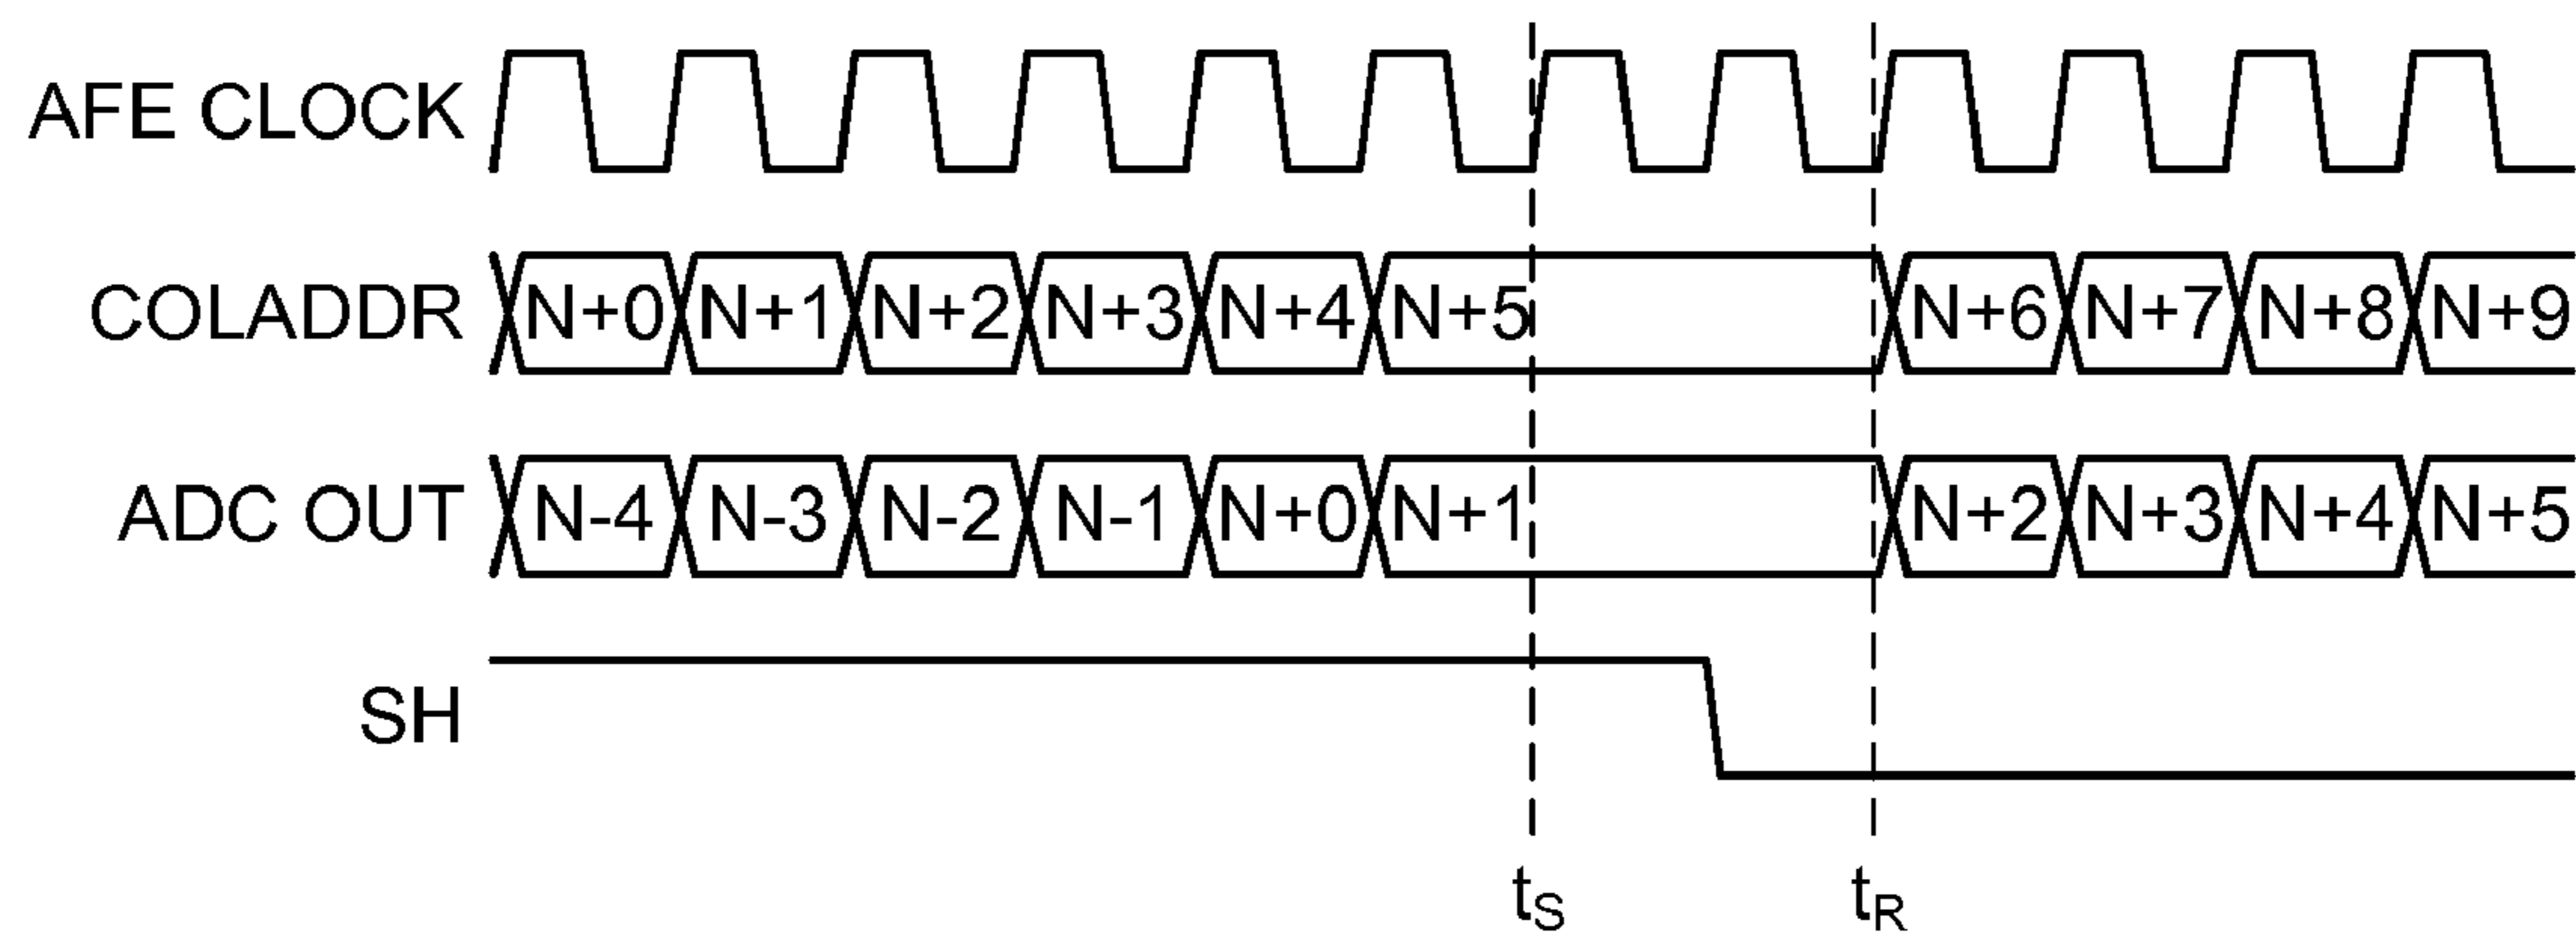 AFE CLOCK
COLADDR N+0 N+1 N+2 N+3 N+4 N+5 N+6 N+7 N+8 N+9
ADC OUT N-4 N-3 N-2 N-1 N+0 N+1 N+2 N+3 N+4 N+5
SH
tS tR